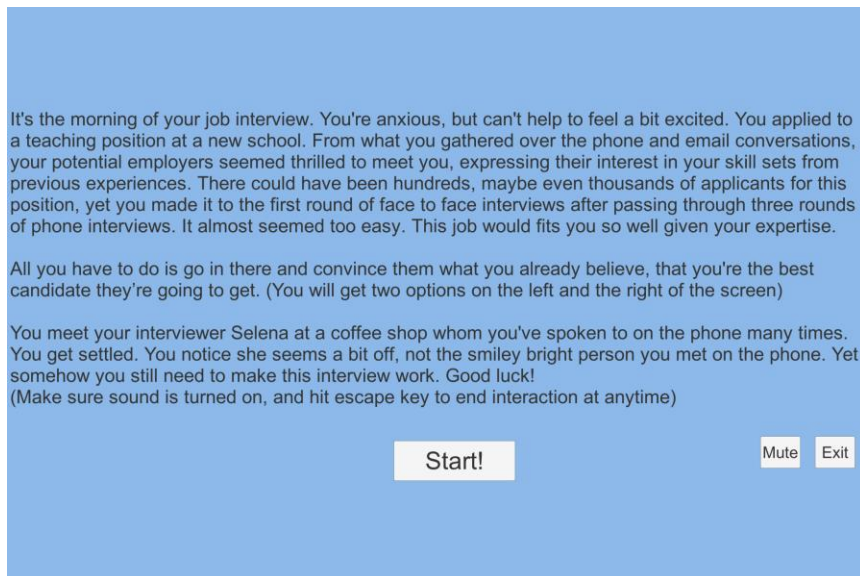 It's the morning of your job interview. You're anxious, but can't help to feel a bit excited. You applied to
a teaching position at a new school. From what you gathered over the phone and email conversations,
your potential employers seemed thrilled to meet you, expressing their interest in your skill sets from
previous experiences. There could have been hundreds, maybe even thousands of applicants for this
position, yet you made it to the first round of face to face interviews after passing through three rounds
of phone interviews. It almost seemed too easy. This job would fits you so well given your expertise.
All you have to do is go in there and convince them what you already believe, that you're the best
candidate they’re going to get. (You will get two options on the left and the right of the screen)
You meet your interviewer Selena at a coffee shop whom you've spoken to on the phone many times.
You get settled. You notice she seems a bit off, not the smiley bright person you met on the phone. Yet
somehow you still need to make this interview work. Good luck!
(Make sure sound is turned on, and hit escape key to end interaction at anytime)
Start!
Mute Exit